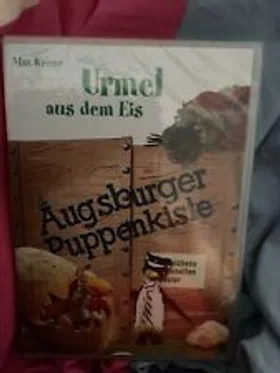 Max Kruse
Urmel
aus dem Eis
Augsburger
Puppenkiste